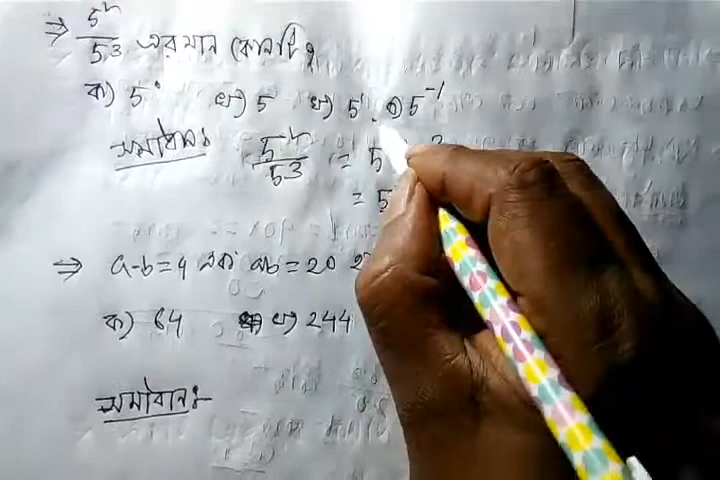 ⇒ 5²/5³ এর মান কোনটি?
ক) 5⁰ খ) 5 গ) 5¹ ঘ) 5⁻¹
সমাধানঃ 5²/5³ = 5
= 5
⇒ a-b=4 এবং ab=20
ক) 64 খ) 244
সমাধানঃ